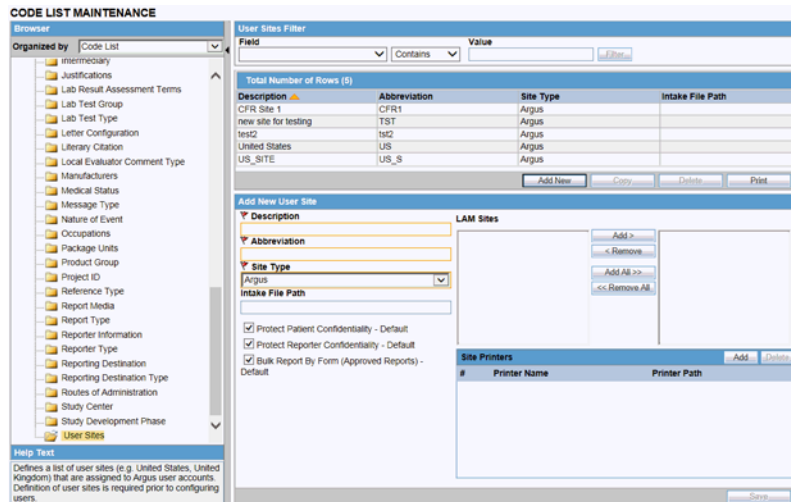 CODE LIST MAINTENANCE
Browser
Organized by Code List
Intermediary
Justifications
Lab Result Assessment Terms
Lab Test Group
Lab Test Type
Letter Configuration
Literary Citation
Local Evaluator Comment Type
Manufacturers
Medical Status
Message Type
Nature of Event
Occupations
Package Units
Product Group
Project ID
Reference Type
Report Media
Report Type
Reporter Information
Reporter Type
Reporting Destination
Reporting Destination Type
Routes of Administration
Study Center
Study Development Phase
User Sites
Help Text
Defines a list of user sites (e.g. United States, United
Kingdom) that are assigned to Argus user accounts.
Definition of user sites is required prior to configuring
users.
User Sites Filter
Field Value
Contains Filter...
Total Number of Rows (5)
Description Abbreviation Site Type Intake File Path
CFR Site 1 CFR1 Argus
new site for testing TST Argus
test2 tst2 Argus
United States US Argus
US_SITE US_S Argus
Add New Copy Delete Print
Add New User Site
Description
Abbreviation
Site Type
Argus
Intake File Path
Protect Patient Confidentiality - Default
Protect Reporter Confidentiality - Default
Bulk Report By Form (Approved Reports) -
Default
LAM Sites
Add >
< Remove
Add All >>
<< Remove All
Site Printers Add Delete
# Printer Name Printer Path
Save